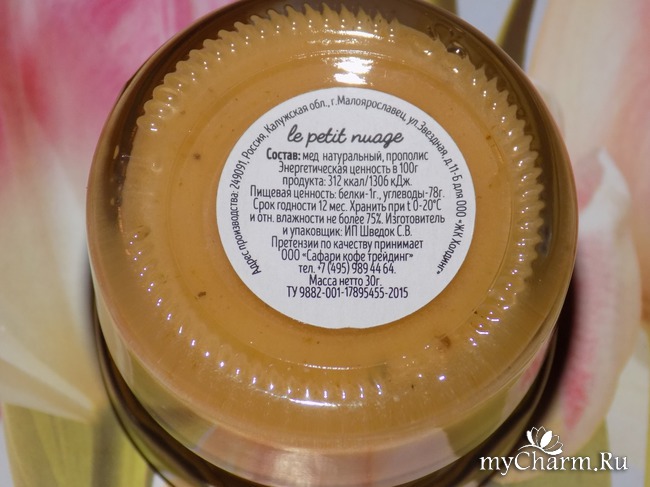 Адрес производства: 249091, Россия, Калужская обл., г.Малоярославец, ул.Звездная, д.11-Б для ООО "ЖК Холдинг"
le petit nuage
Состав: мед натуральный, прополис
Энергетическая ценность в 100г
продукта: 312 ккал/1306 кДж.
Пищевая ценность: белки-1г., углеводы-78г.
Срок годности 12 мес. Хранить при t 0-20°С
и отн. влажности не более 75%. Изготовитель
и упаковщик: ИП Шведок С.В.
Претензии по качеству принимает
ООО «Сафари кофе трейдинг»
тел. +7 (495) 989 44 64.
Масса нетто 30г.
ТУ 9882-001-17895455-2015
myCharm.Ru